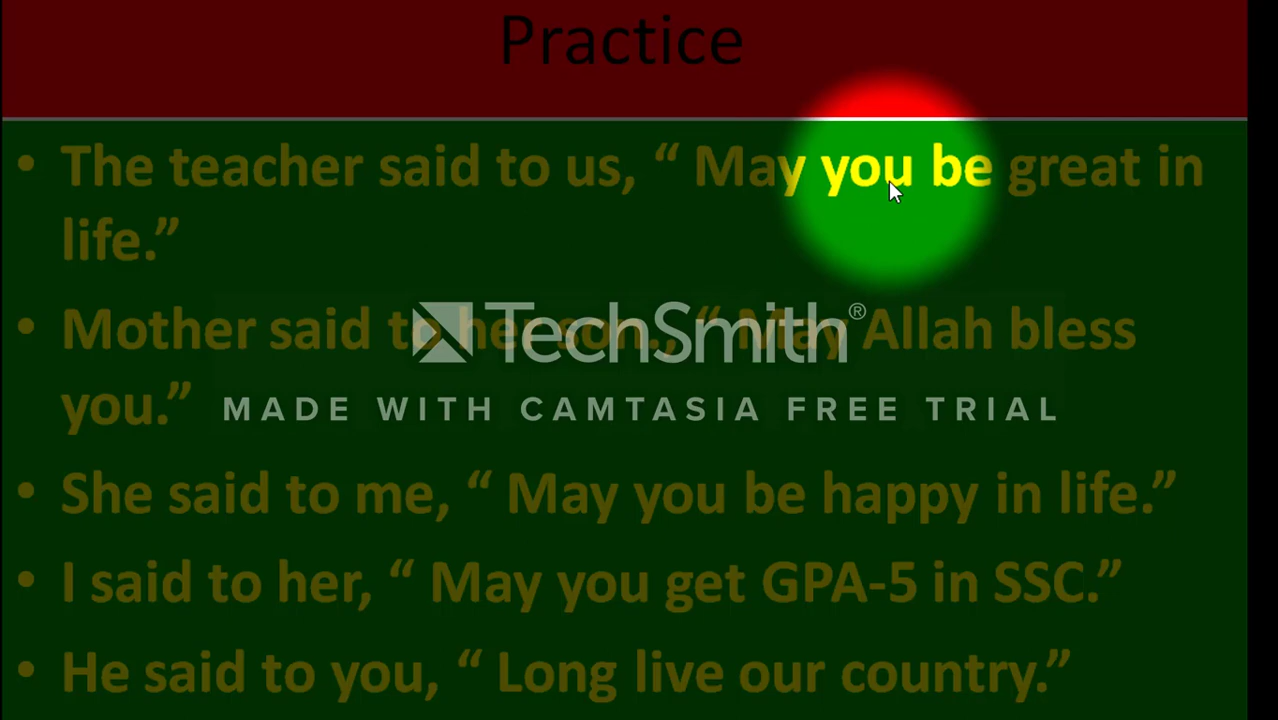 Practice
• The teacher said to us, “ May you be great in
life.”
• Mother said to her son., “ May Allah bless
you.”
TechSmith®
MADE WITH CAMTASIA FREE TRIAL
• She said to me, “ May you be happy in life.”
• I said to her, “ May you get GPA-5 in SSC.”
• He said to you, “ Long live our country.”